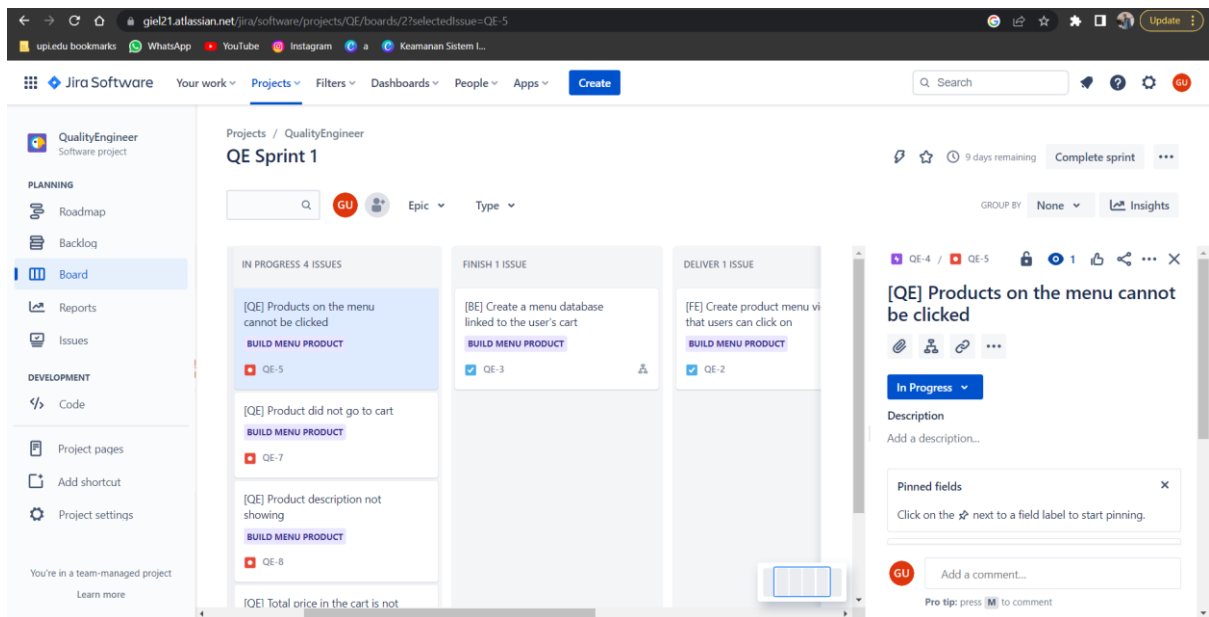 giel21.atlassian.net/jira/software/projects/QE/boards/2?selectedIssue=QE-5
Update
upi.edu bookmarks
WhatsApp
YouTube
Instagram
a
Keamanan Sistem I...
Jira Software
Your work
Projects
Filters
Dashboards
People
Apps
Create
Search
GU
QualityEngineer
Software project
PLANNING
Roadmap
Backlog
Board
Reports
Issues
DEVELOPMENT
Code
Project pages
Add shortcut
Project settings
You're in a team-managed project
Learn more
Projects / QualityEngineer
QE Sprint 1
9 days remaining
Complete sprint
GU
Epic
Type
GROUP BY
None
Insights
IN PROGRESS 4 ISSUES
[QE] Products on the menu
cannot be clicked
BUILD MENU PRODUCT
QE-5
[QE] Product did not go to cart
BUILD MENU PRODUCT
QE-7
[QE] Product description not
showing
BUILD MENU PRODUCT
QE-8
[QE] Total price in the cart is not
FINISH 1 ISSUE
[BE] Create a menu database
linked to the user's cart
BUILD MENU PRODUCT
QE-3
DELIVER 1 ISSUE
[FE] Create product menu vi
that users can click on
BUILD MENU PRODUCT
QE-2
QE-4 / QE-5
1
[QE] Products on the menu cannot
be clicked
In Progress
Description
Add a description...
Pinned fields
Click on the next to a field label to start pinning.
GU
Add a comment...
Pro tip: press M to comment